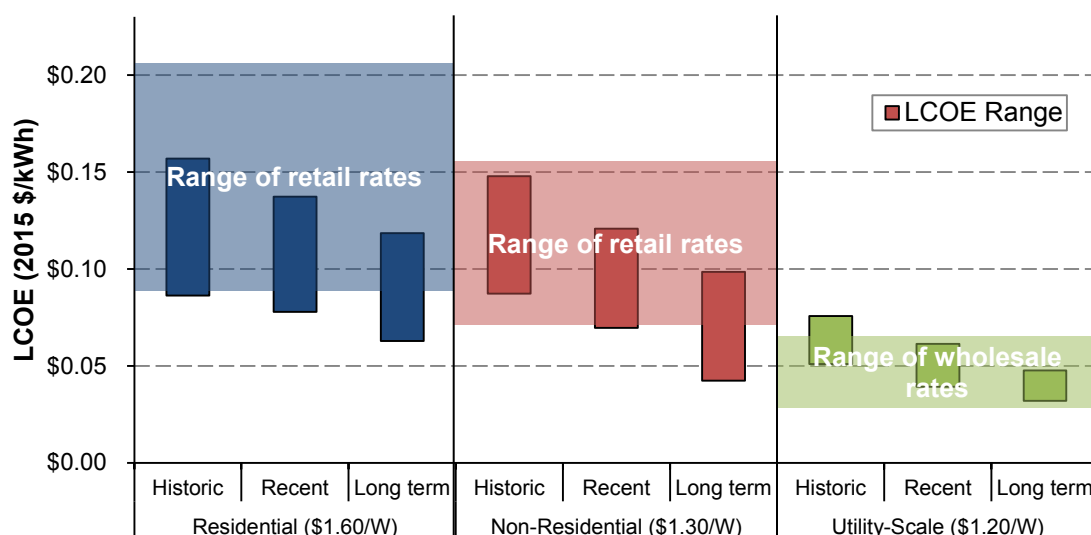 LCOE (2015 $/kWh)
$0.20
$0.15
$0.10
$0.05
$0.00
Range of retail rates
Range of retail rates
LCOE Range
Range of wholesale
rates
Historic
Recent
Long term
Historic
Recent
Long term
Historic
Recent
Long term
Residential ($1.60/W)
Non-Residential ($1.30/W)
Utility-Scale ($1.20/W)